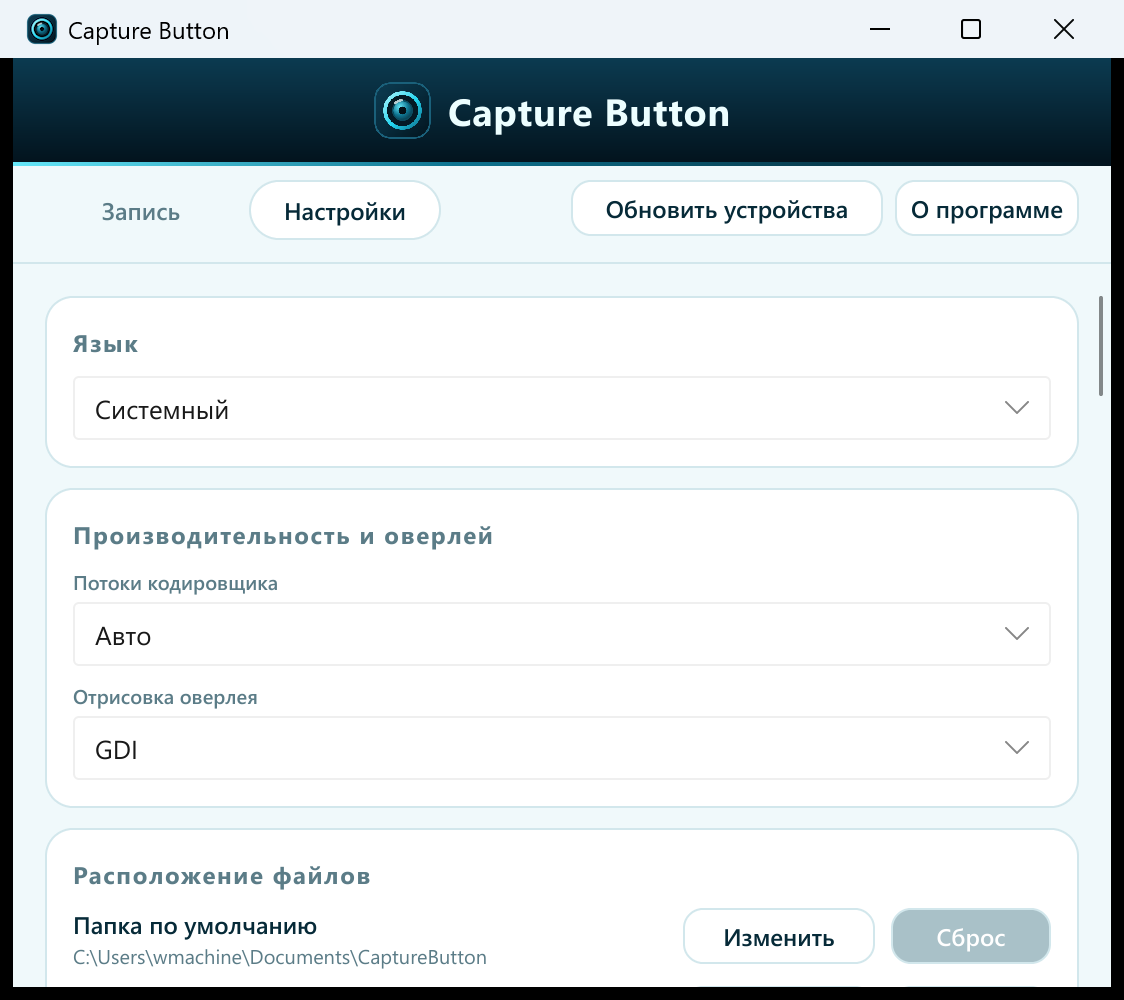 Capture Button
Capture Button
Запись
Настройки
Обновить устройства
О программе
Язык
Системный
Производительность и оверлей
Потоки кодировщика
Авто
Отрисовка оверлея
GDI
Расположение файлов
Папка по умолчанию
C:\Users\wmachine\Documents\CaptureButton
Изменить
Сброс